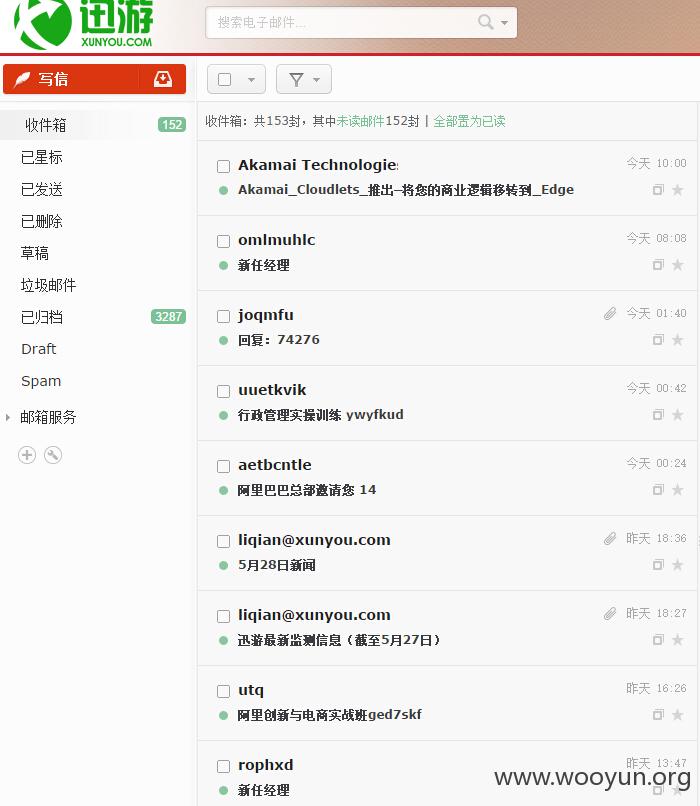 迅游
XUNYOU.COM
搜索电子邮件...
写信
收件箱 152
已星标
已发送
已删除
草稿
垃圾邮件
已归档 3287
Draft
Spam
邮箱服务
收件箱：共153封，其中未读邮件152封 | 全部置为已读
Akamai Technologies 今天 10:00
Akamai_Cloudlets_推出—将您的商业逻辑移转到_Edge
omlmuhlc 今天 08:08
新任经理
joqmfu 今天 01:40
回复：74276
uuetkvik 今天 00:42
行政管理实操训练 ywyfkud
aetbcntle 今天 00:24
阿里巴巴总部邀请您 14
liqian@xunyou.com 昨天 18:36
5月28日新闻
liqian@xunyou.com 昨天 18:27
迅游最新监测信息（截至5月27日）
utq 昨天 16:26
阿里创新与电商实战班ged7skf
rophxd 昨天 13:47
新任经理
www.wooyun.org